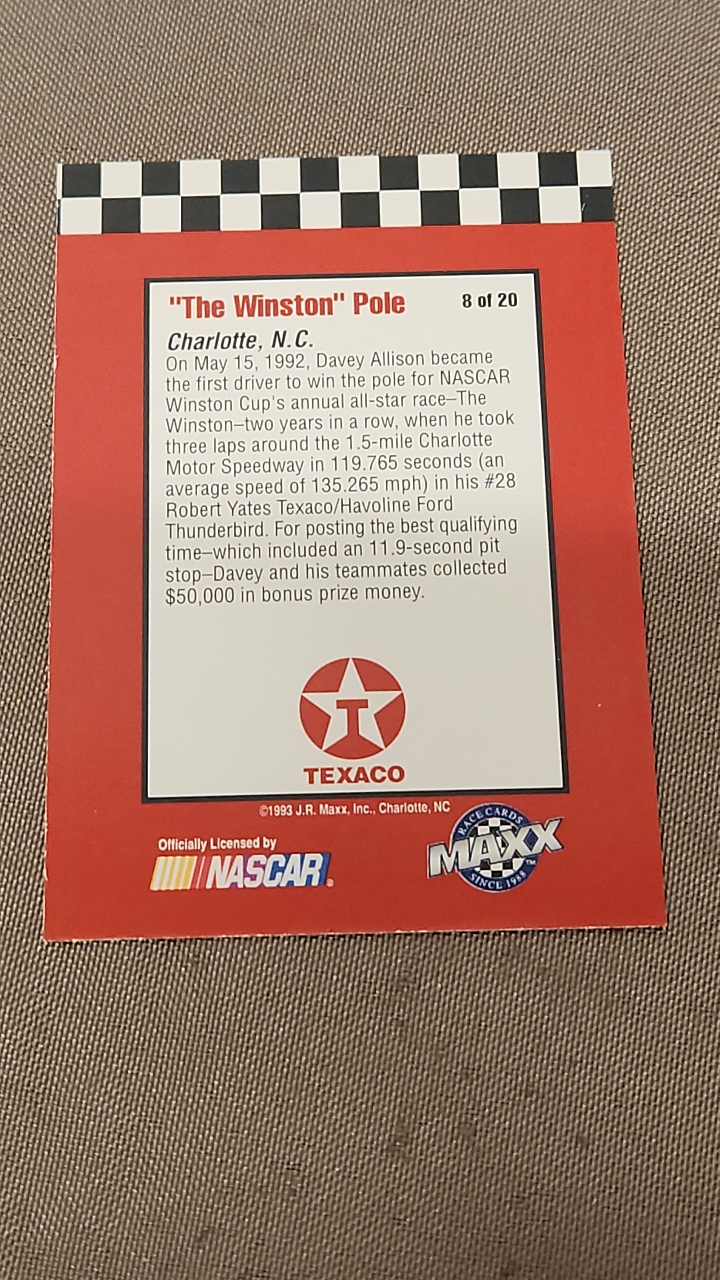 "The Winston" Pole 8 of 20
Charlotte, N.C.
On May 15, 1992, Davey Allison became
the first driver to win the pole for NASCAR
Winston Cup's annual all-star race–The
Winston–two years in a row, when he took
three laps around the 1.5-mile Charlotte
Motor Speedway in 119.765 seconds (an
average speed of 135.265 mph) in his #28
Robert Yates Texaco/Havoline Ford
Thunderbird. For posting the best qualifying
time–which included an 11.9-second pit
stop–Davey and his teammates collected
$50,000 in bonus prize money.
T
TEXACO
©1993 J.R. Maxx, Inc., Charlotte, NC
Officially Licensed by
NASCAR®
RACE CARDS
MAXX™
SINCE 1988